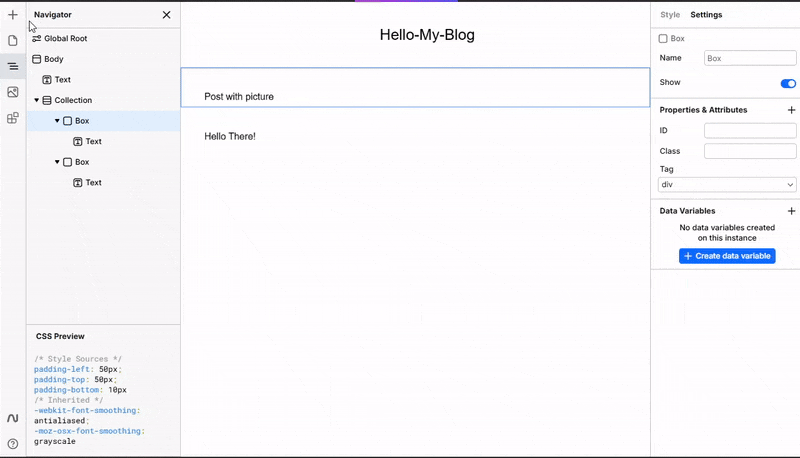 Navigator
Global Root
Body
Text
Collection
Box
Text
Box
Text
CSS Preview
/* Style Sources */
padding-left: 50px;
padding-top: 50px;
padding-bottom: 10px
/* Inherited */
-webkit-font-smoothing:
antialiased;
-moz-osx-font-smoothing:
grayscale
Hello-My-Blog
Post with picture
Hello There!
Style Settings
Box
Name Box
Show
Properties & Attributes
ID
Class
Tag
div
Data Variables
No data variables created
on this instance
Create data variable